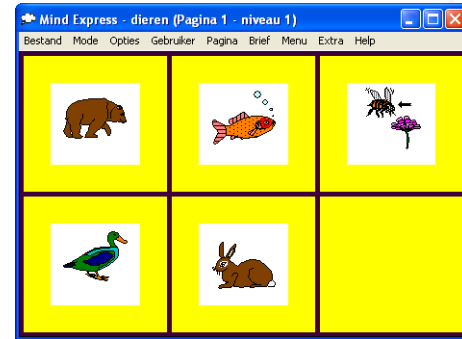 Mind Express - dieren (Pagina 1 - niveau 1)
Bestand Mode Opties Gebruiker Pagina Brief Menu Extra Help